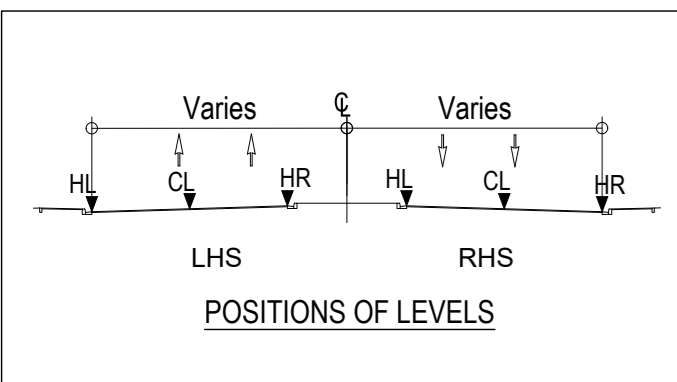 Varies ℄ Varies
HL CL HR HL CL HR
LHS RHS
POSITIONS OF LEVELS